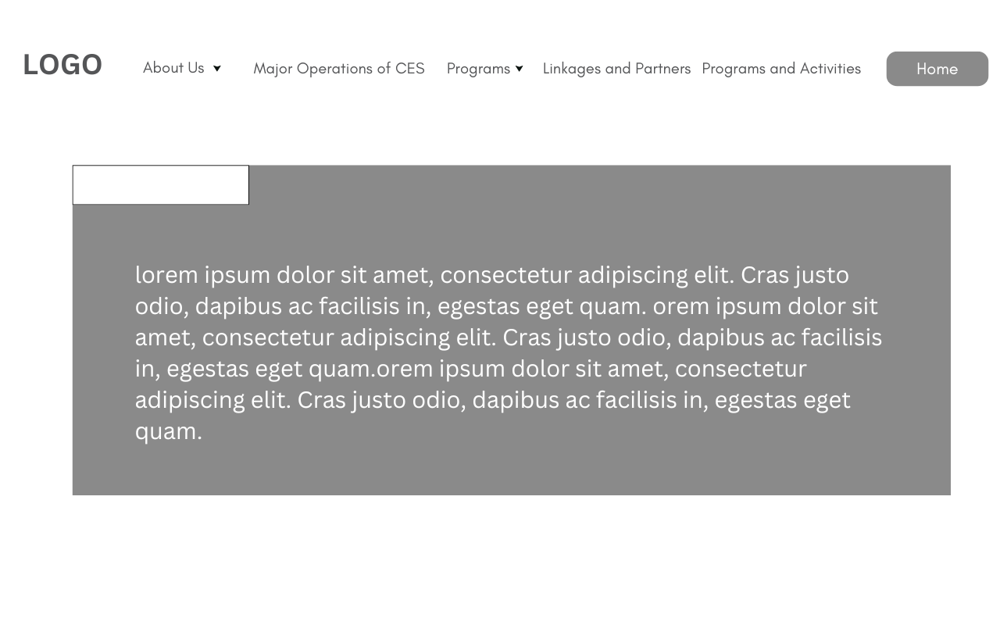 LOGO
About Us
Major Operations of CES
Programs
Linkages and Partners
Programs and Activities
Home
lorem ipsum dolor sit amet, consectetur adipiscing elit. Cras justo
odio, dapibus ac facilisis in, egestas eget quam. orem ipsum dolor sit
amet, consectetur adipiscing elit. Cras justo odio, dapibus ac facilisis
in, egestas eget quam.orem ipsum dolor sit amet, consectetur
adipiscing elit. Cras justo odio, dapibus ac facilisis in, egestas eget
quam.